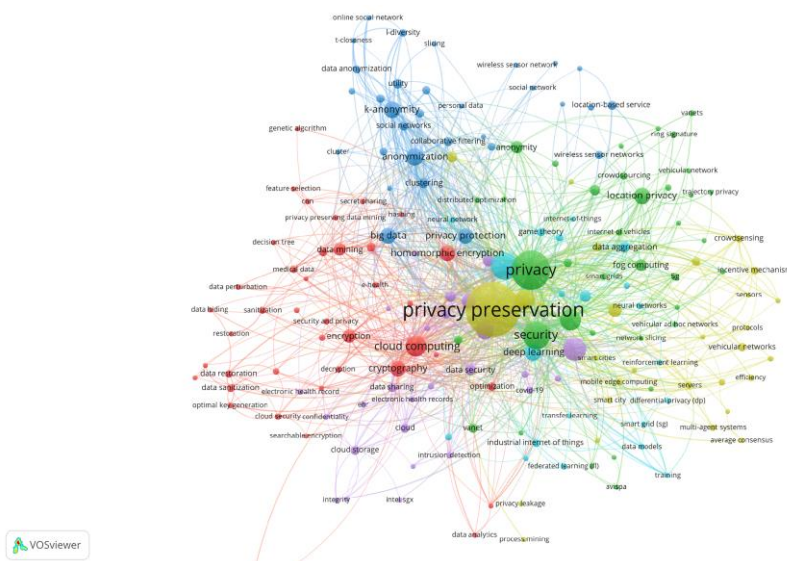 online social network
l-diversity
t-closeness
slicing
wireless sensor network
data anonymization
utility
social network
k-anonymity
personal data
location-based service
vanets
genetic algorithm
social networks
ring signature
collaborative filtering
anonymity
cluster
anonymization
wireless sensor networks
vehicular network
crowdsourcing
clustering
feature selection
location privacy
trajectory privacy
cnn
secret sharing
distributed optimization
hashing
privacy preserving data mining
neural network
internet-of-things
game theory
internet of vehicles
big data
privacy protection
crowdsensing
decision tree
data mining
data aggregation
homomorphic encryption
fog computing
medical data
privacy
incentive mechanism
smart grids
5g
data perturbation
e-health
sensors
data hiding
sanitization
privacy preservation
neural networks
security and privacy
vehicular ad hoc networks
protocols
restoration
encryption
security
network slicing
cloud computing
deep learning
vehicular networks
smart cities
reinforcement learning
data restoration
decryption
cryptography
data security
efficiency
data sanitization
data sharing
optimization
mobile edge computing
servers
electronic health record
covid-19
electronic health records
smart city
differential privacy (dp)
optimal key generation
cloud security
confidentiality
transfer learning
smart grid (sg)
multi-agent systems
searchable encryption
cloud
vanet
average consensus
cloud storage
industrial internet of things
data models
intrusion detection
federated learning (fl)
training
avispa
integrity
intel sgx
privacy leakage
data analytics
process mining
VOSviewer